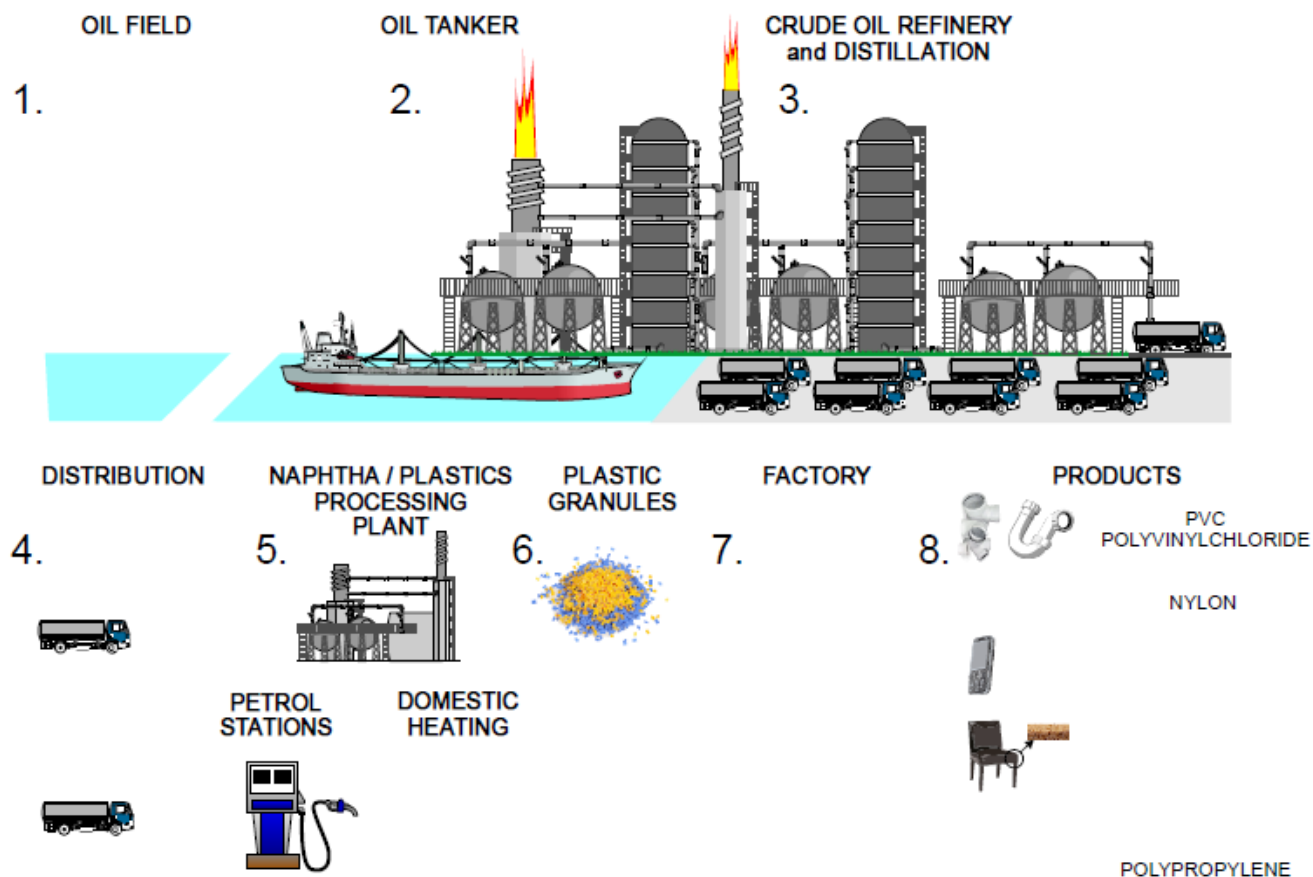 OIL FIELD
OIL TANKER
CRUDE OIL REFINERY
and DISTILLATION
1.
2.
3.
DISTRIBUTION
NAPHTHA / PLASTICS
PROCESSING
PLANT
PLASTIC
GRANULES
FACTORY
PRODUCTS
4.
5.
6.
7.
8.
PVC
POLYVINYLCHLORIDE
NYLON
PETROL
STATIONS
DOMESTIC
HEATING
POLYPROPYLENE